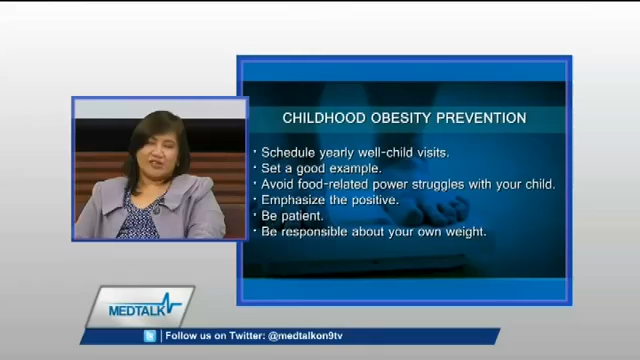 CHILDHOOD OBESITY PREVENTION
• Schedule yearly well-child visits.
• Set a good example.
• Avoid food-related power struggles with your child.
• Emphasize the positive.
• Be patient.
• Be responsible about your own weight.
MEDTALK
Follow us on Twitter: @medtalkon9tv